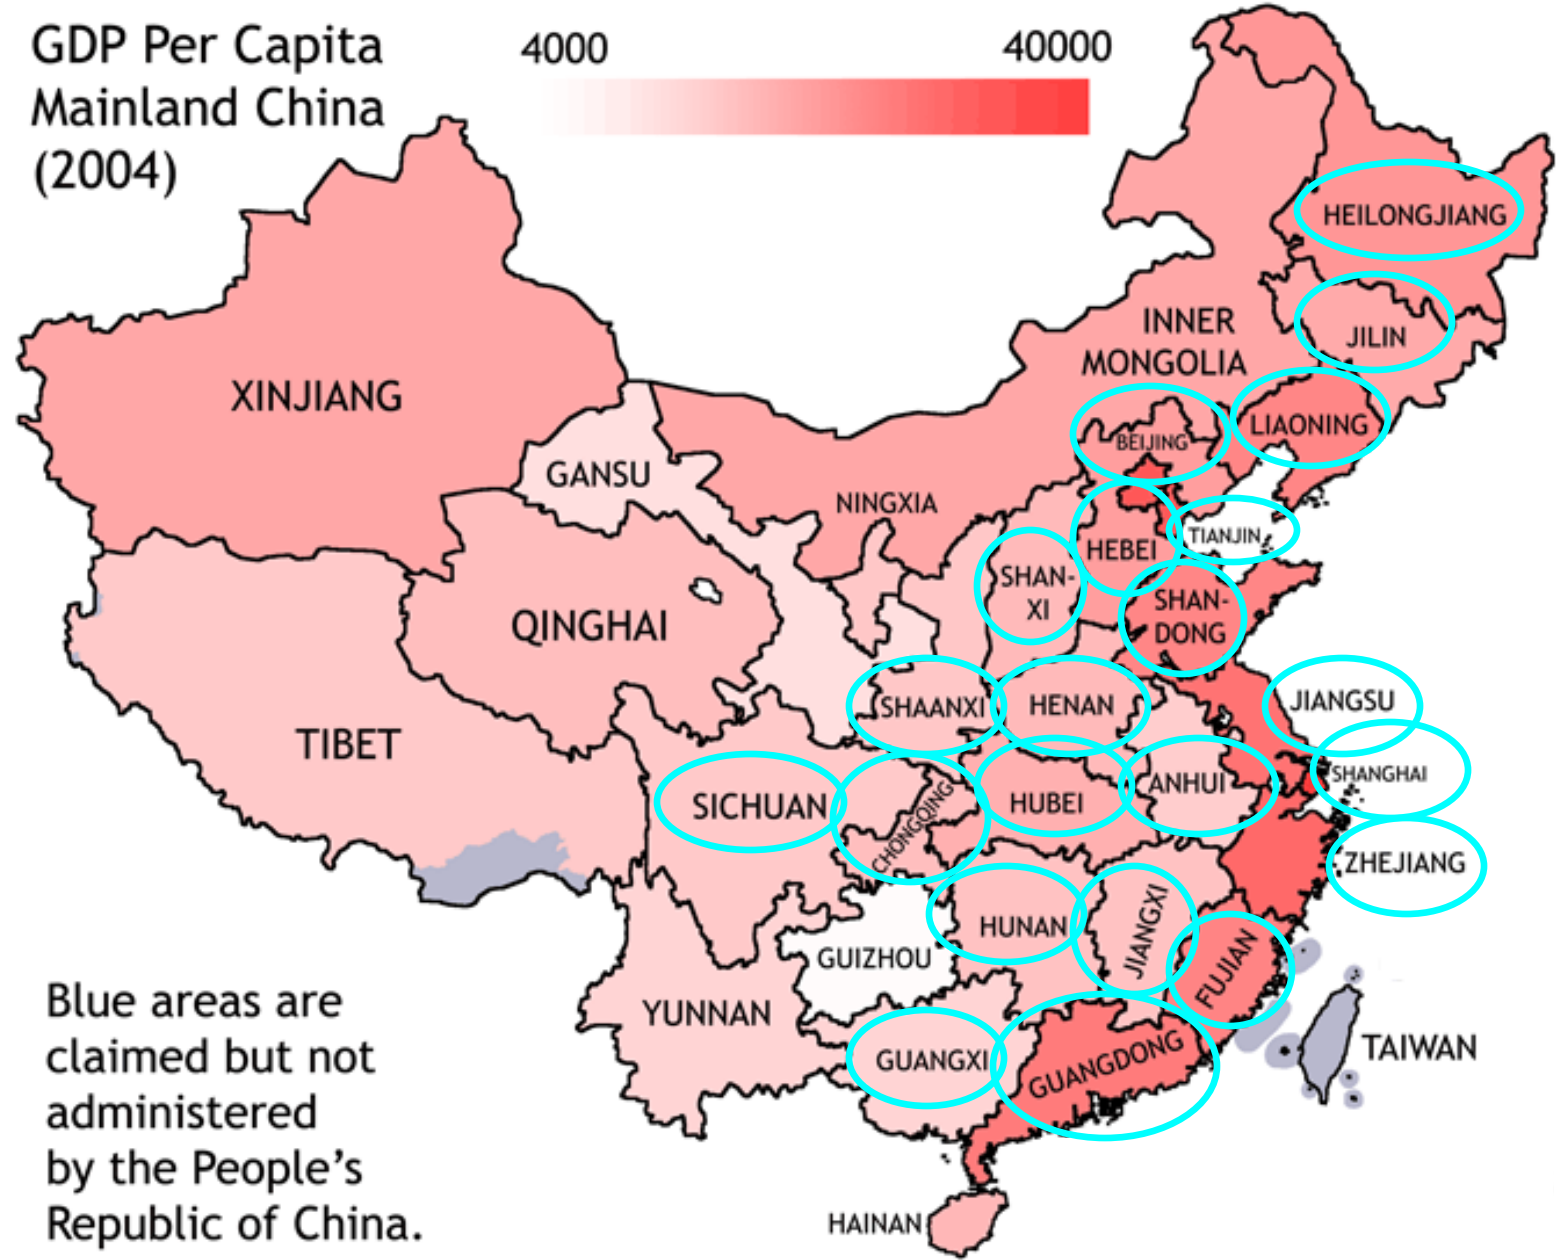 GDP Per Capita
Mainland China
(2004)
4000
40000
HEILONGJIANG
JILIN
INNER
MONGOLIA
XINJIANG
LIAONING
BEIJING
GANSU
NINGXIA
TIANJIN
HEBEI
SHAN-
XI
SHAN-
DONG
QINGHAI
JIANGSU
SHAANXI
HENAN
TIBET
SHANGHAI
ANHUI
SICHUAN
HUBEI
CHONGQING
ZHEJIANG
HUNAN
JIANGXI
GUIZHOU
FUJIAN
YUNNAN
TAIWAN
GUANGXI
GUANGDONG
HAINAN
Blue areas are
claimed but not
administered
by the People’s
Republic of China.